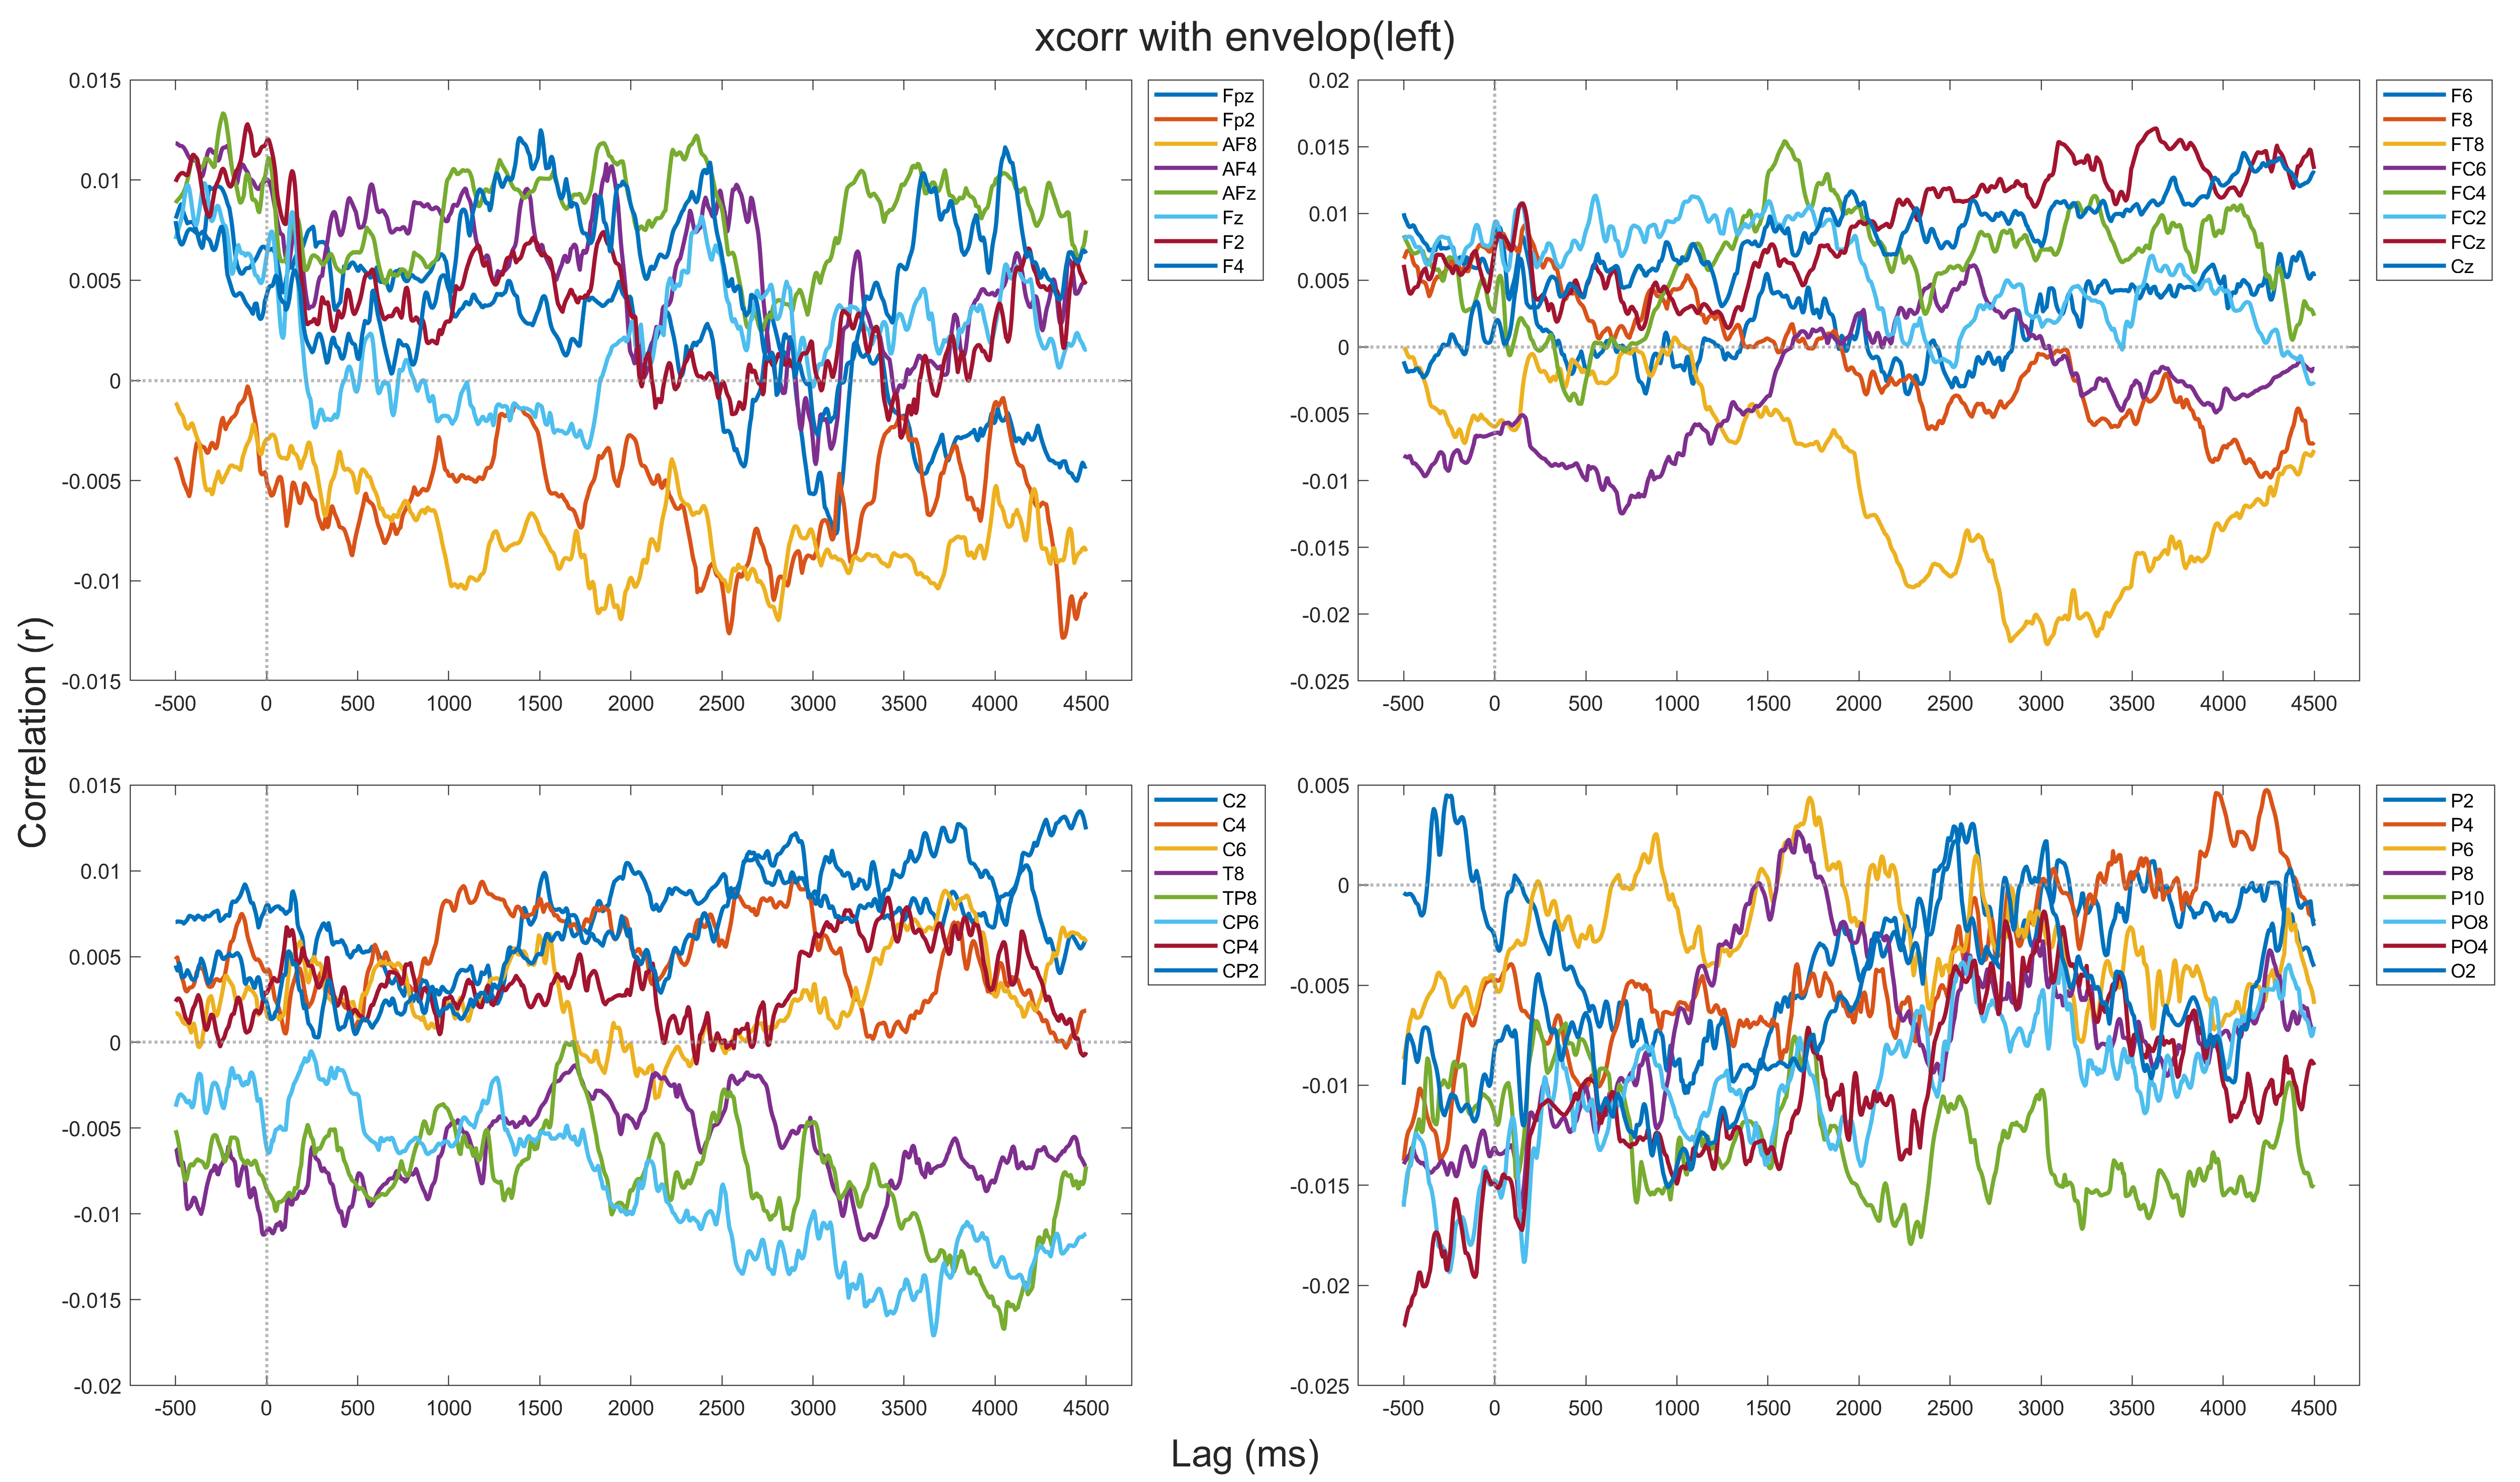 xcorr with envelop(left)
Correlation (r)
0.015
0.01
0.005
0
-0.005
-0.01
-0.015
-500 0 500 1000 1500 2000 2500 3000 3500 4000 4500
Fpz
Fp2
AF8
AF4
AFz
Fz
F2
F4
0.02
0.015
0.01
0.005
0
-0.005
-0.01
-0.015
-0.02
-0.025
-500 0 500 1000 1500 2000 2500 3000 3500 4000 4500
F6
F8
FT8
FC6
FC4
FC2
FCz
Cz
0.015
0.01
0.005
0
-0.005
-0.01
-0.015
-0.02
-500 0 500 1000 1500 2000 2500 3000 3500 4000 4500
C2
C4
C6
T8
TP8
CP6
CP4
CP2
0.005
0
-0.005
-0.01
-0.015
-0.02
-0.025
-500 0 500 1000 1500 2000 2500 3000 3500 4000 4500
P2
P4
P6
P8
P10
PO8
PO4
O2
Lag (ms)